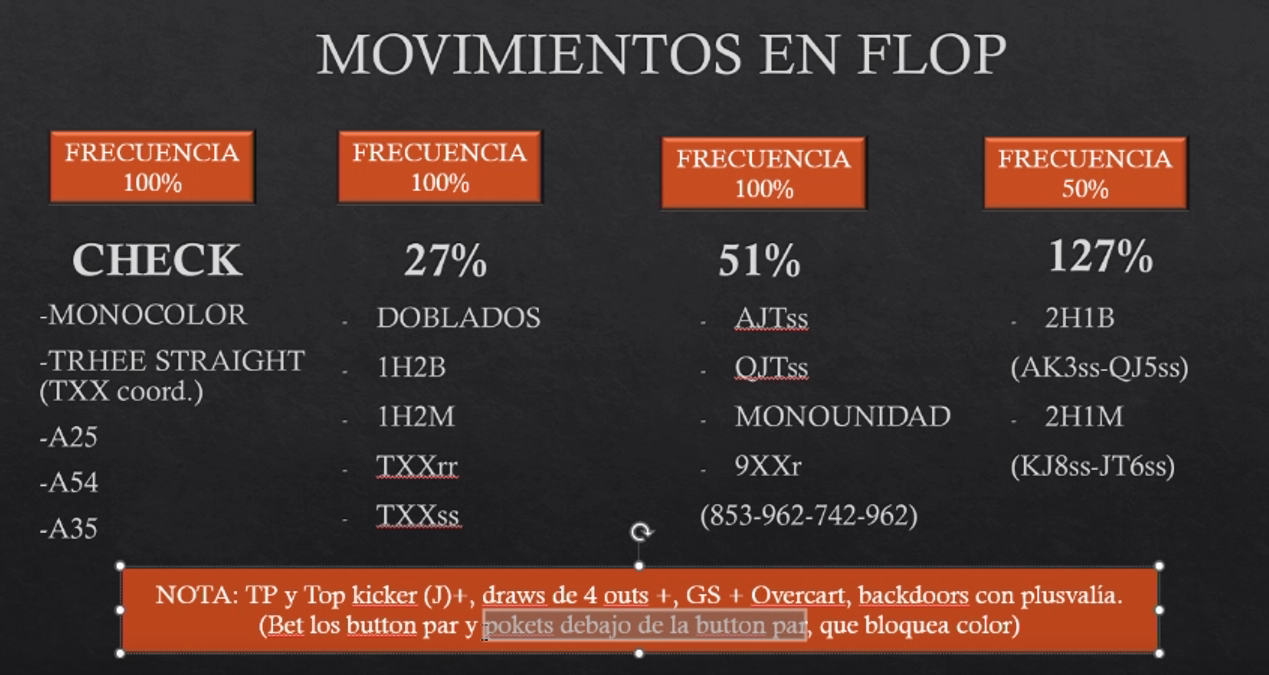 MOVIMIENTOS EN FLOP
FRECUENCIA
100%
CHECK
-MONOCOLOR
-TRHEE STRAIGHT
(TXX coord.)
-A25
-A54
-A35
FRECUENCIA
100%
27%
- DOBLADOS
- 1H2B
- 1H2M
- TXXrr
- TXXss
FRECUENCIA
100%
51%
- AJTss
- QJTss
- MONOUNIDAD
- 9XXr
(853-962-742-962)
FRECUENCIA
50%
127%
- 2H1B
(AK3ss-QJ5ss)
- 2H1M
(KJ8ss-JT6ss)
NOTA: TP y Top kicker (J)+, draws de 4 outs +, GS + Overcart, backdoors con plusvalía.
(Bet los button par y pokets debajo de la button par, que bloquea color)